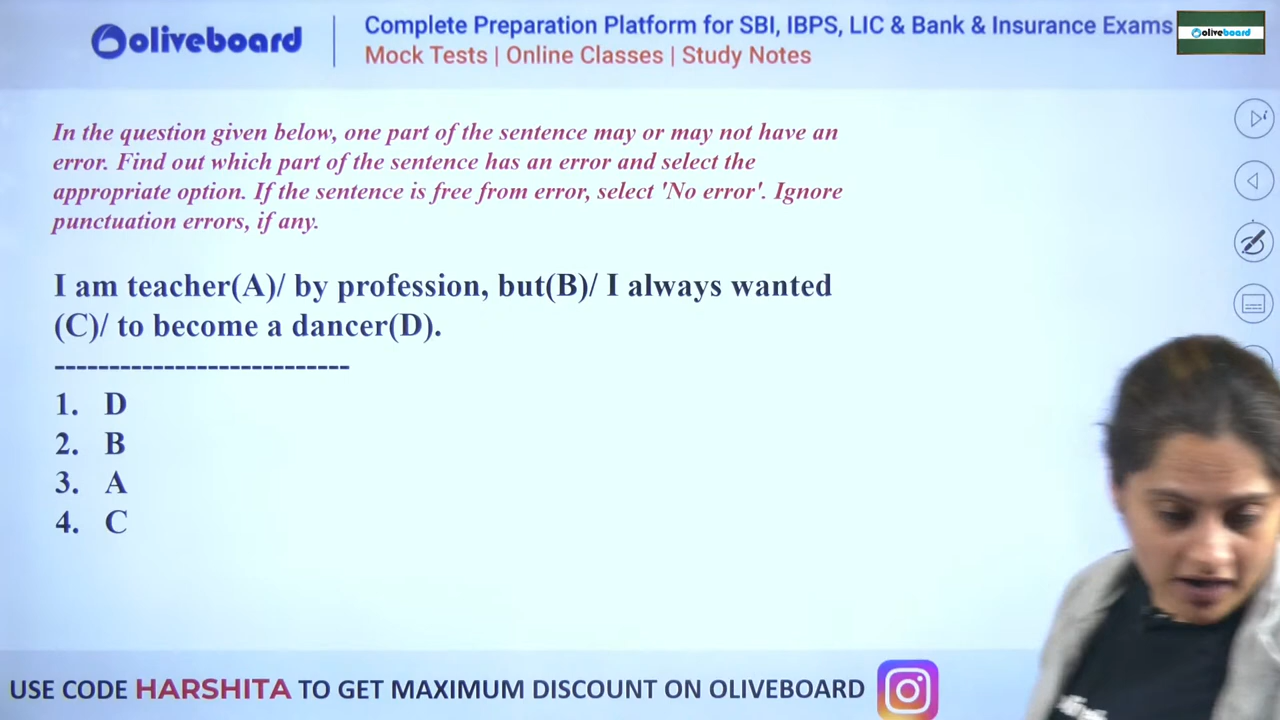 oliveboard
Complete Preparation Platform for SBI, IBPS, LIC & Bank & Insurance Exams
Mock Tests | Online Classes | Study Notes
oliveboard
In the question given below, one part of the sentence may or may not have an
error. Find out which part of the sentence has an error and select the
appropriate option. If the sentence is free from error, select 'No error'. Ignore
punctuation errors, if any.
I am teacher(A)/ by profession, but(B)/ I always wanted
(C)/ to become a dancer(D).
---------------------------
1. D
2. B
3. A
4. C
USE CODE HARSHITA TO GET MAXIMUM DISCOUNT ON OLIVEBOARD